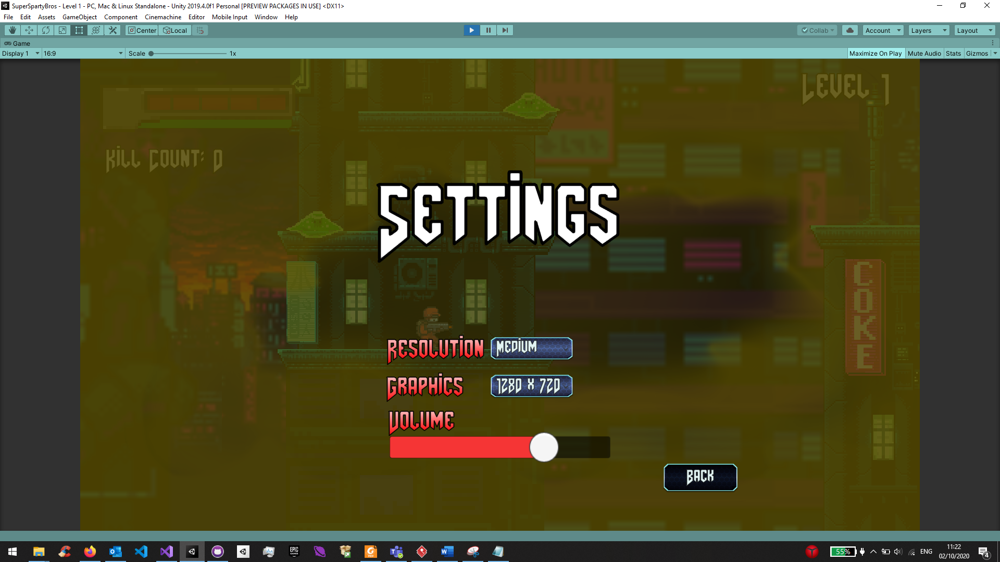 SuperSpartyBros - Level 1 - PC, Mac & Linux Standalone - Unity 2019.4.0f1 Personal [PREVIEW PACKAGES IN USE] <DX11>
File Edit Assets GameObject Component Cinemachine Editor Mobile Input Window Help
Center Local Collab Account Layers Layout
Game
Display 1 16:9 Scale 1x Maximize On Play Mute Audio Stats Gizmos
LEVEL 1
KILL COUNT: 0
SETTINGS
COKE
RESOLUTION MEDIUM
GRAPHICS 1280 X 720
VOLUME
BACK
EPIC GAMES
55% ENG 11:22
02/10/2020 4